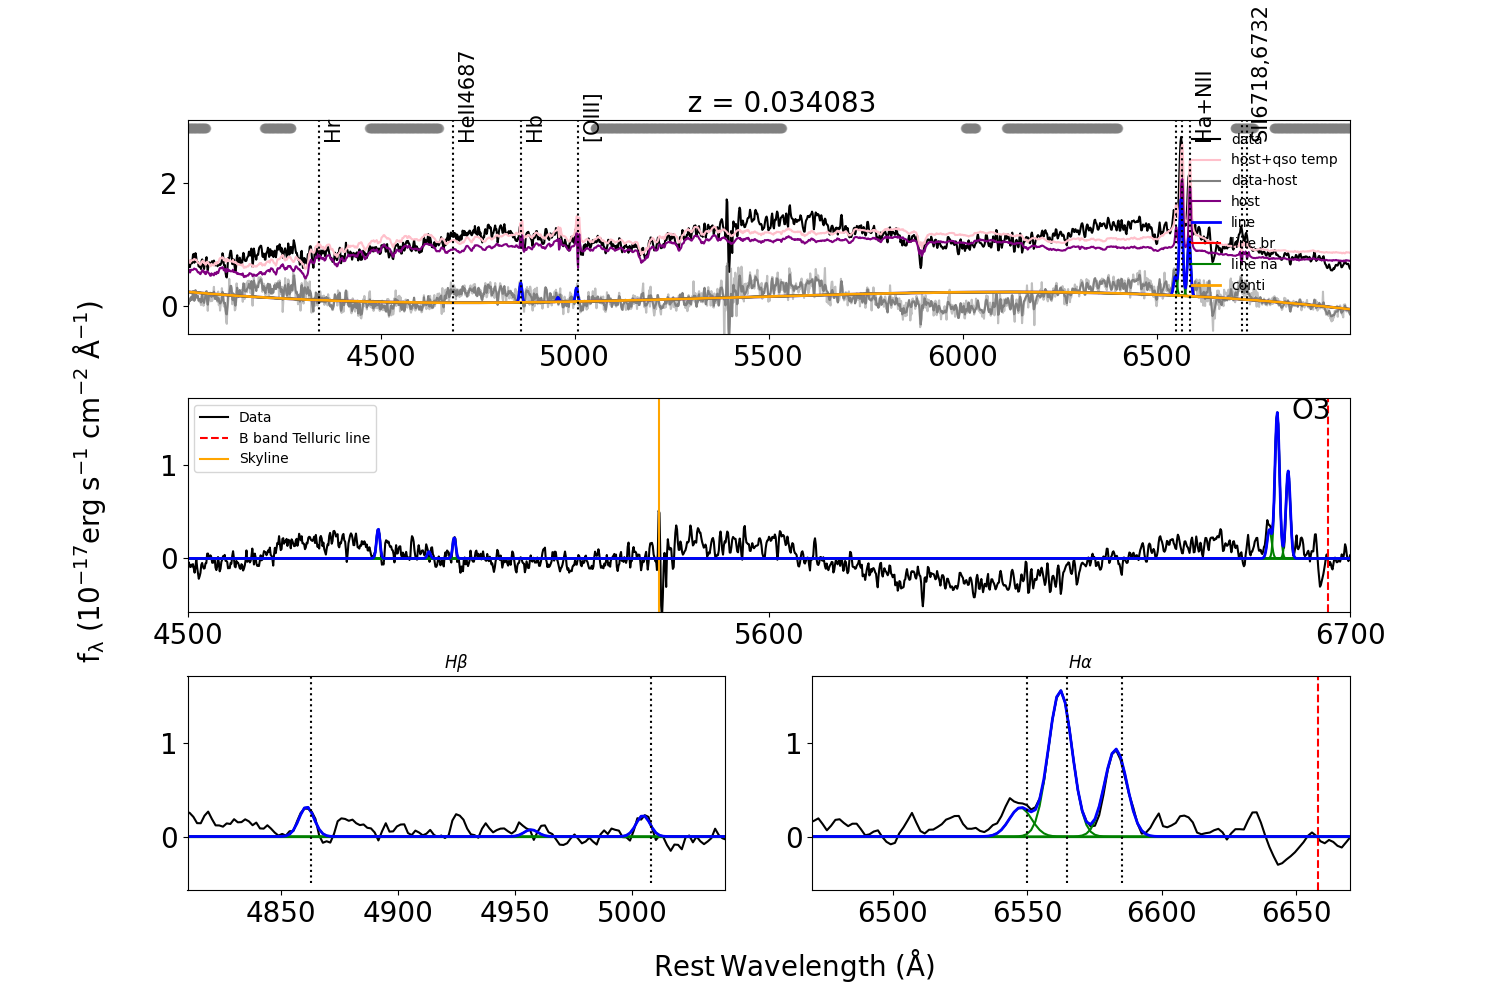 z = 0.034083
Hr
HeII4687
Hb
[OIII]
Ha+NII
SII6718,6732
data
host+qso temp
data-host
host
line
line br
line na
conti
2
0
4500
5000
5500
6000
6500
Data
B band Telluric line
Skyline
O3
1
0
4500
5600
6700
fλ (10−17erg s−1 cm−2 Å−1)
Hβ
1
0
4850
4900
4950
5000
Hα
1
0
6500
6550
6600
6650
Rest Wavelength (Å)